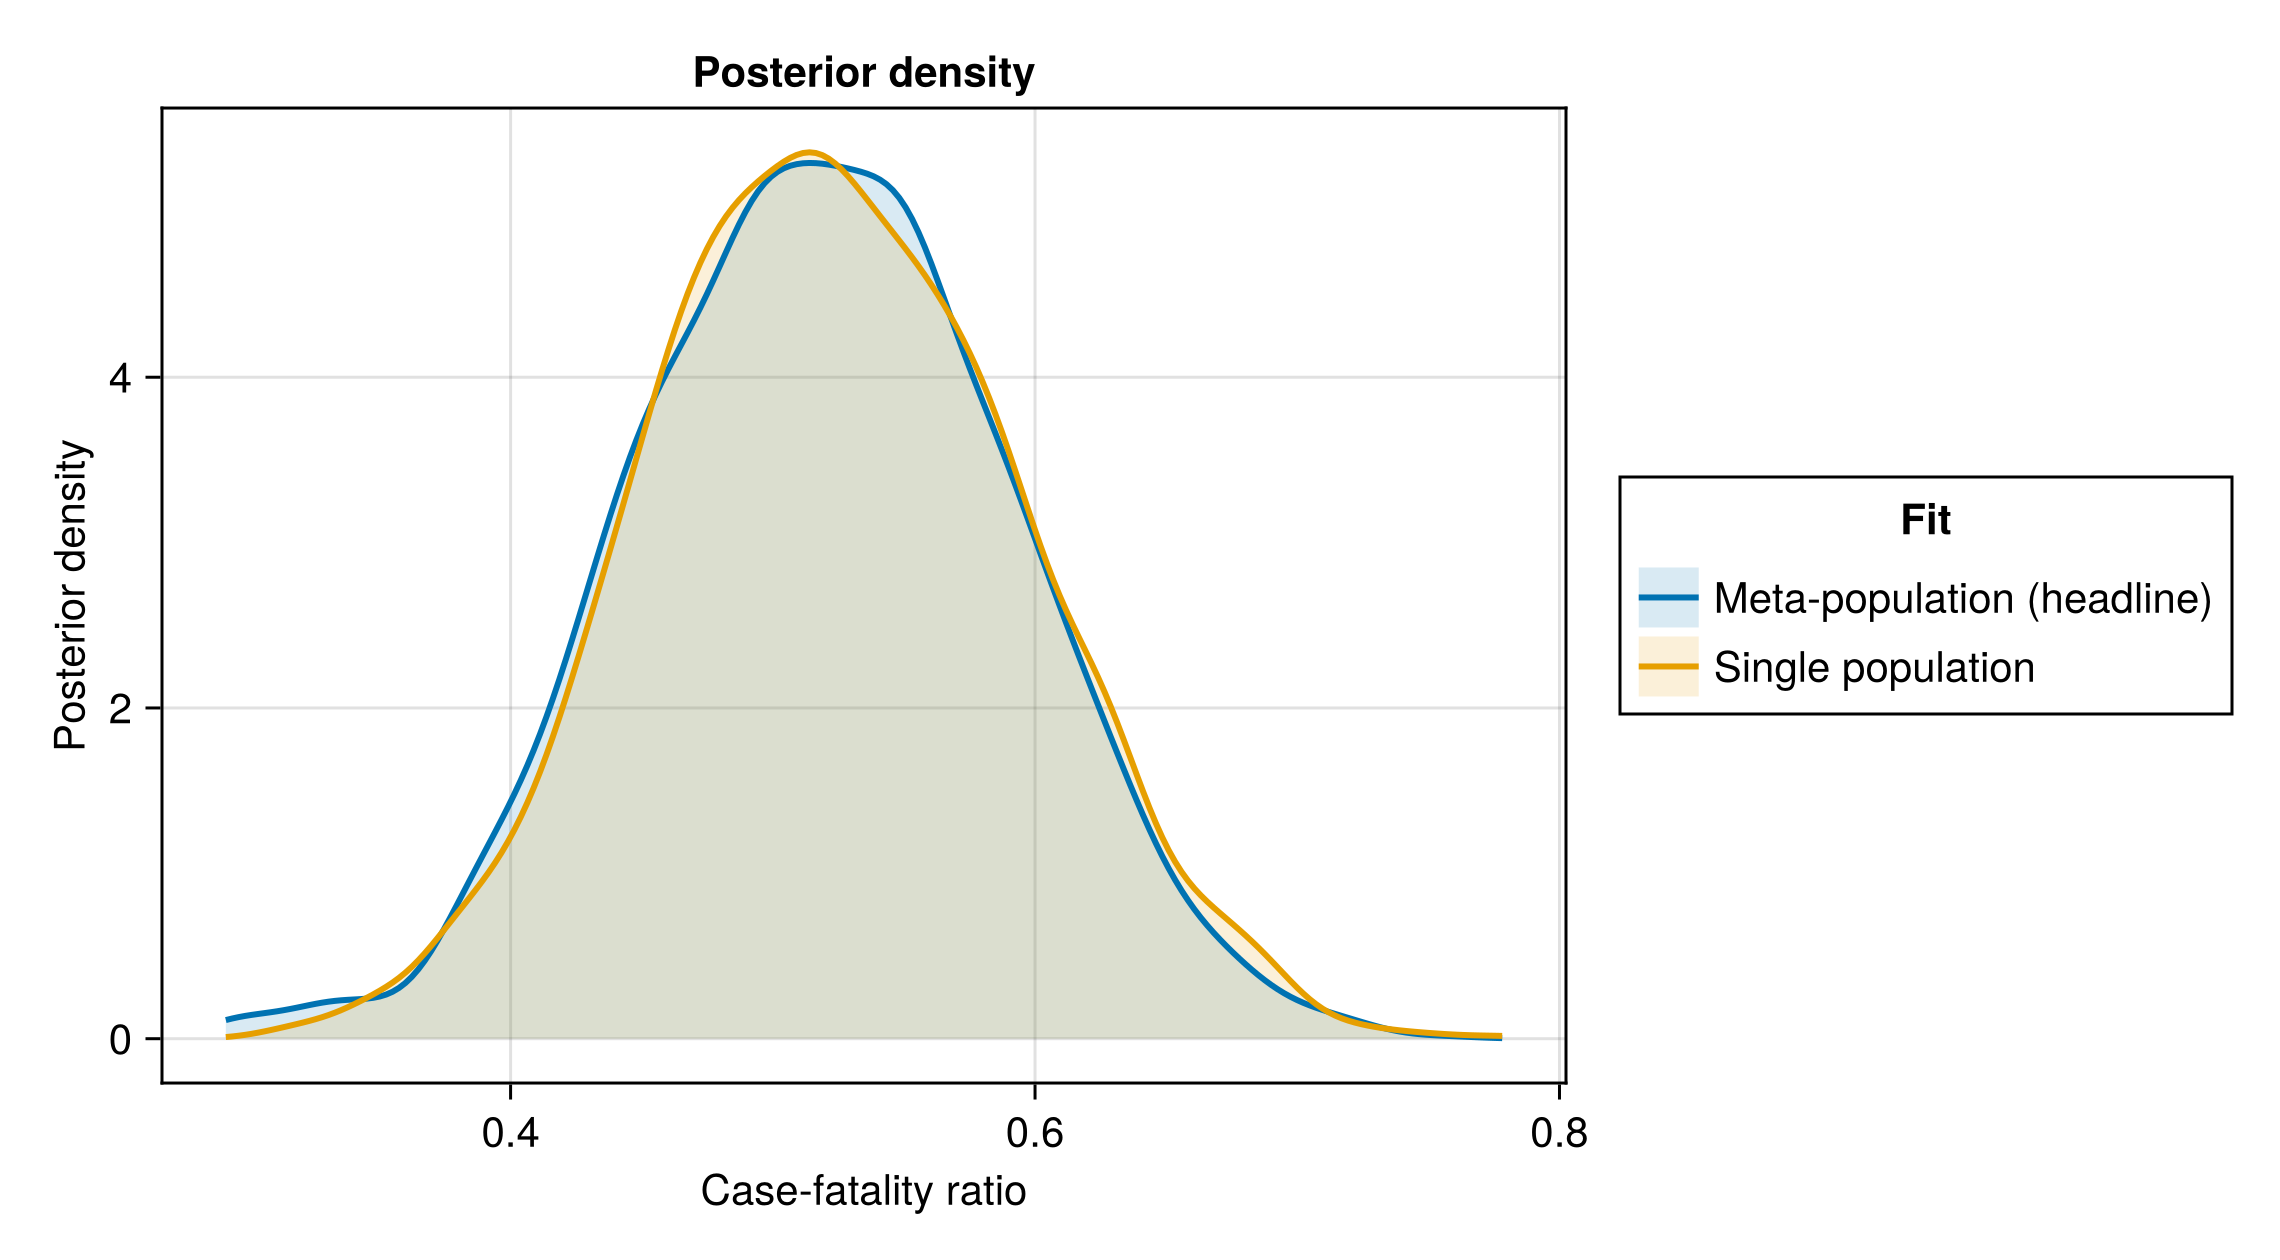 Posterior density
Posterior density
4
2
0
0.4
0.6
0.8
Case-fatality ratio
Fit
Meta-population (headline)
Single population